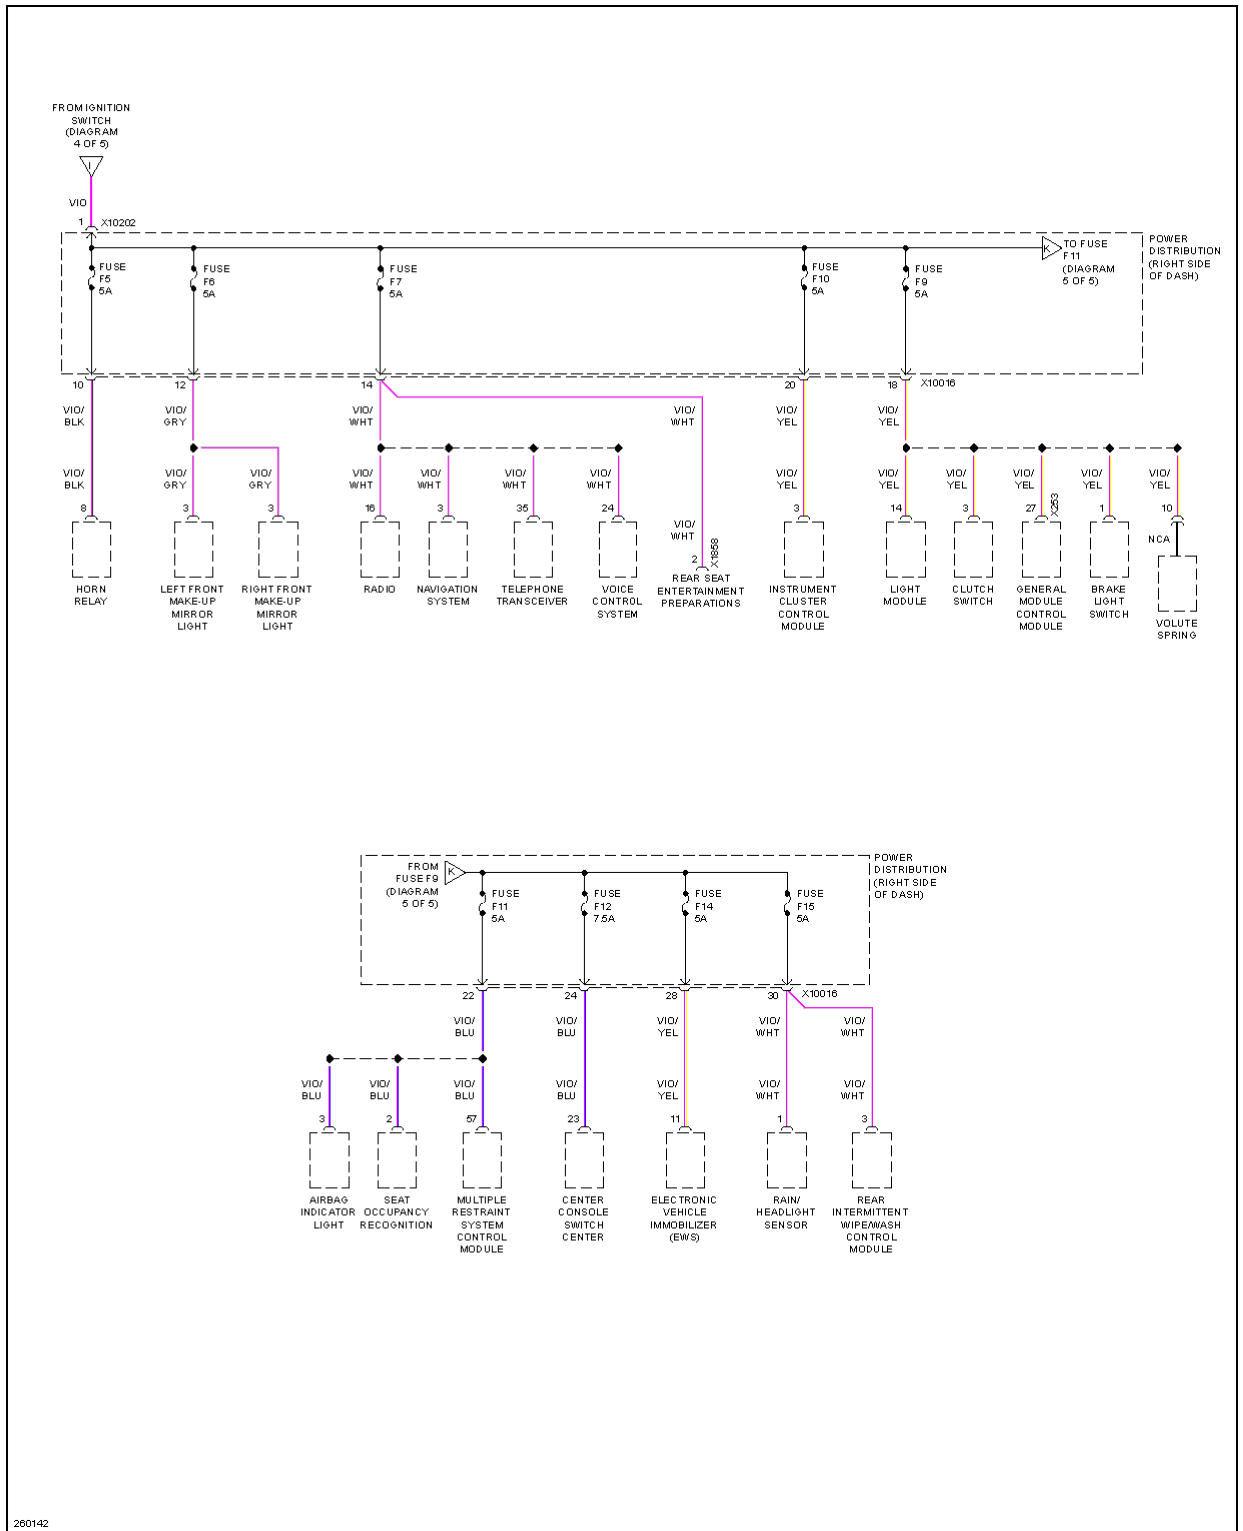 FROM IGNITION
SWITCH
(DIAGRAM
4 OF 5)
I
VIO
1 X10202
FUSE
F5
5A
FUSE
F6
5A
FUSE
F7
5A
FUSE
F10
5A
FUSE
F9
5A
K
TO FUSE
F11
(DIAGRAM
5 OF 5)
POWER
DISTRIBUTION
(RIGHT SIDE
OF DASH)
10 12 14 20 18 X10016
VIO/
BLK
VIO/
GRY
VIO/
WHT
VIO/
WHT
VIO/
YEL
VIO/
YEL
VIO/
BLK
VIO/
GRY
VIO/
GRY
VIO/
WHT
VIO/
WHT
VIO/
WHT
VIO/
WHT
VIO/
YEL
VIO/
YEL
VIO/
YEL
VIO/
YEL
VIO/
YEL
VIO/
YEL
8 3 3 16 3 35 24 3 14 3 27 X253 1 10
VIO/
WHT
2 X1858
NCA
HORN
RELAY
LEFT FRONT
MAKE-UP
MIRROR
LIGHT
RIGHT FRONT
MAKE-UP
MIRROR
LIGHT
RADIO
NAVIGATION
SYSTEM
TELEPHONE
TRANSCEIVER
VOICE
CONTROL
SYSTEM
REAR SEAT
ENTERTAINMENT
PREPARATIONS
INSTRUMENT
CLUSTER
CONTROL
MODULE
LIGHT
MODULE
CLUTCH
SWITCH
GENERAL
MODULE
CONTROL
MODULE
BRAKE
LIGHT
SWITCH
VOLUTE
SPRING
FROM
FUSE F9
(DIAGRAM
5 OF 5)
K
FUSE
F11
5A
FUSE
F12
7.5A
FUSE
F14
5A
FUSE
F15
5A
POWER
DISTRIBUTION
(RIGHT SIDE
OF DASH)
22 24 28 30 X10016
VIO/
BLU
VIO/
BLU
VIO/
YEL
VIO/
WHT
VIO/
WHT
VIO/
BLU
VIO/
BLU
VIO/
BLU
VIO/
BLU
VIO/
YEL
VIO/
WHT
VIO/
WHT
3 2 57 23 11 1 3
AIRBAG
INDICATOR
LIGHT
SEAT
OCCUPANCY
RECOGNITION
MULTIPLE
RESTRAINT
SYSTEM
CONTROL
MODULE
CENTER
CONSOLE
SWITCH
CENTER
ELECTRONIC
VEHICLE
IMMOBILIZER
(EWS)
RAIN/
HEADLIGHT
SENSOR
REAR
INTERMITTENT
WIPE/WASH
CONTROL
MODULE
260142